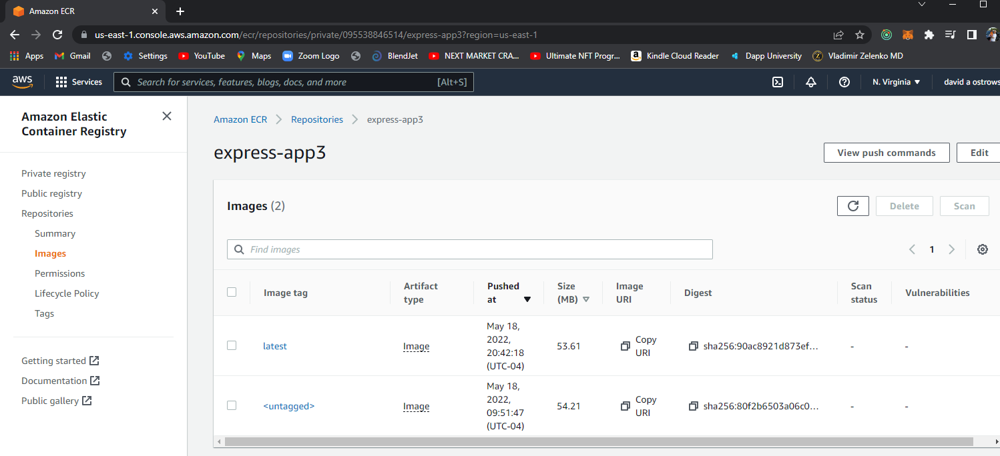 Amazon ECR
us-east-1.console.aws.amazon.com/ecr/repositories/private/095538846514/express-app3?region=us-east-1
Apps Gmail Settings YouTube Maps Zoom Logo BlendJet NEXT MARKET CRA... Ultimate NFT Progr... Kindle Cloud Reader Dapp University Vladimir Zelenko MD
aws Services Search for services, features, blogs, docs, and more [Alt+S] N. Virginia david a ostrows
Amazon Elastic
Container Registry
Private registry
Public registry
Repositories
Summary
Images
Permissions
Lifecycle Policy
Tags
Getting started
Documentation
Public gallery
Amazon ECR Repositories express-app3
express-app3
View push commands Edit
Images (2)
Delete Scan
Find images
1
Image tag Artifact type Pushed at Size (MB) Image URI Digest Scan status Vulnerabilities
latest Image May 18, 2022, 20:42:18 (UTC-04) 53.61 Copy URI sha256:90ac8921d873ef... - -
<untagged> Image May 18, 2022, 09:51:47 (UTC-04) 54.21 Copy URI sha256:80f2b6503a06c0... - -